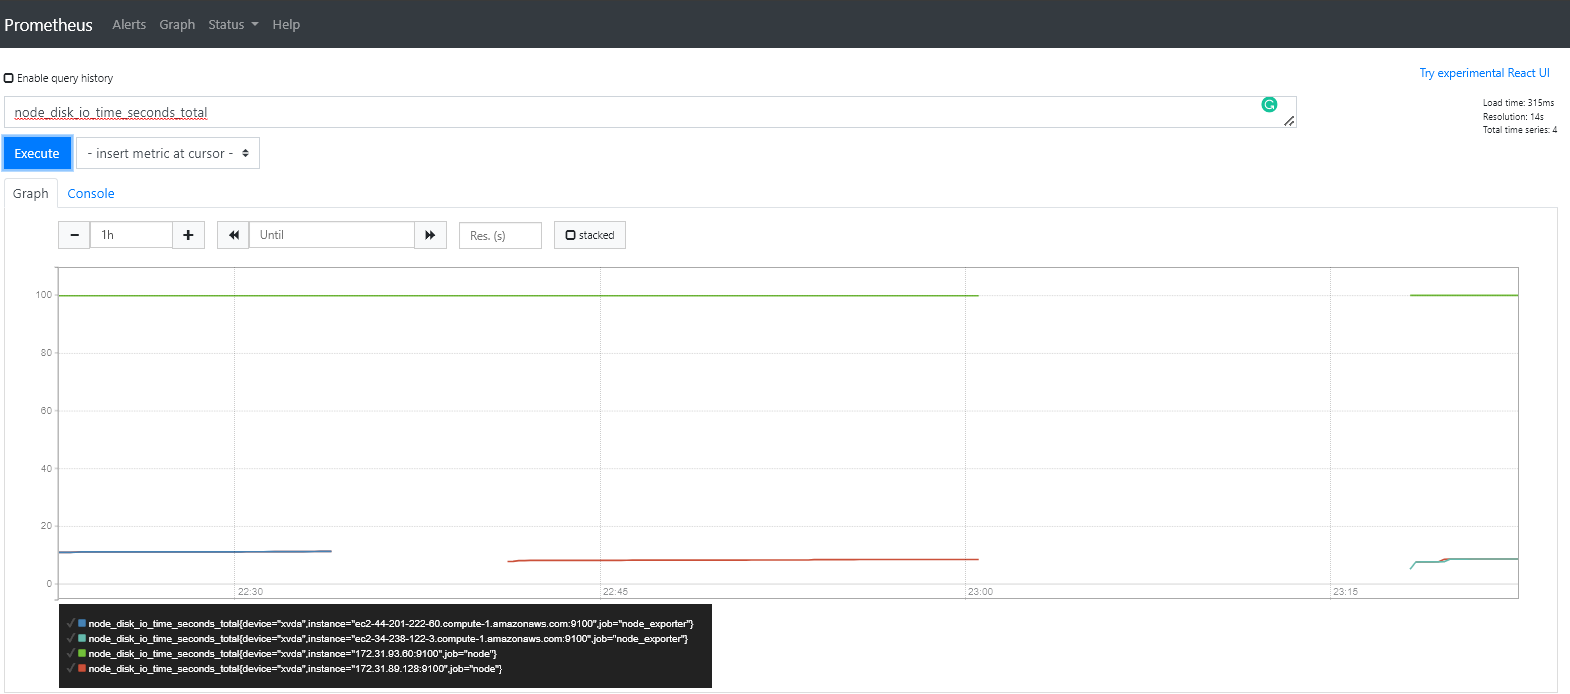 Prometheus Alerts Graph Status Help
Enable query history
Try experimental React UI
node_disk_io_time_seconds_total
Load time: 315ms
Resolution: 14s
Total time series: 4
Execute
- insert metric at cursor -
Graph Console
1h
Until
Res. (s)
stacked
100
80
60
40
20
0
22:30
22:45
23:00
23:15
node_disk_io_time_seconds_total{device="xvda",instance="ec2-44-201-222-60.compute-1.amazonaws.com:9100",job="node_exporter"}
node_disk_io_time_seconds_total{device="xvda",instance="ec2-34-238-122-3.compute-1.amazonaws.com:9100",job="node_exporter"}
node_disk_io_time_seconds_total{device="xvda",instance="172.31.93.60:9100",job="node"}
node_disk_io_time_seconds_total{device="xvda",instance="172.31.89.128:9100",job="node"}